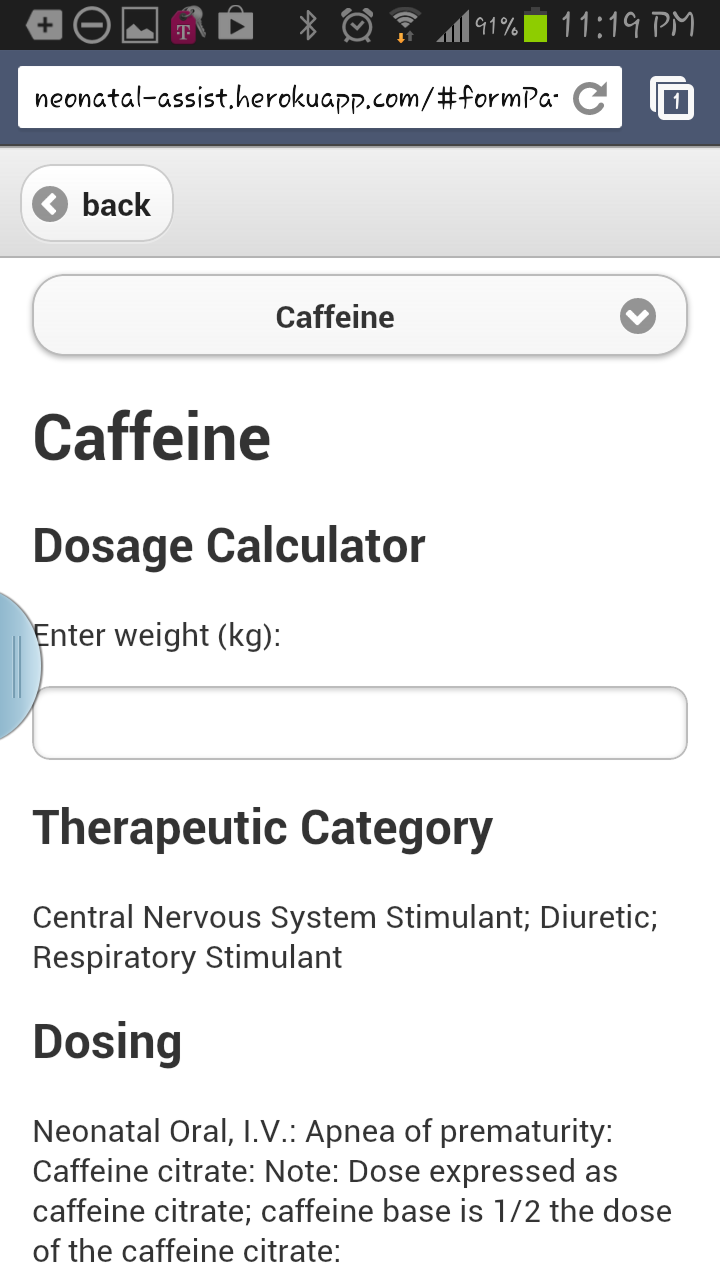 91% 11:19 PM
neonatal-assist.herokuapp.com/#formPa
1
back
Caffeine
Caffeine
Dosage Calculator
Enter weight (kg):
Therapeutic Category
Central Nervous System Stimulant; Diuretic;
Respiratory Stimulant
Dosing
Neonatal Oral, I.V.: Apnea of prematurity:
Caffeine citrate: Note: Dose expressed as
caffeine citrate; caffeine base is 1/2 the dose
of the caffeine citrate: